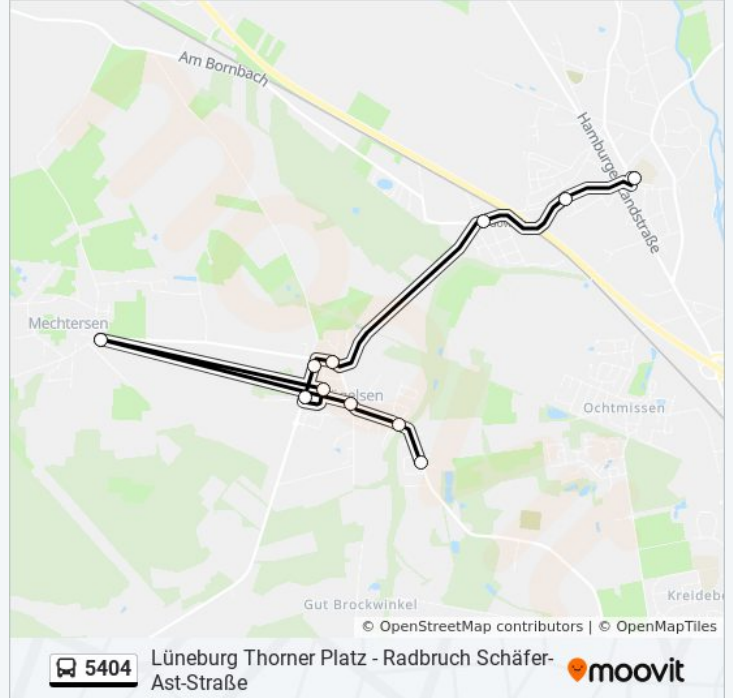 Am Bornbach
Hamburger Landstraße
Mechtersen
Ochtmissen
Gut Brockwinkel
Kreidebe
© OpenStreetMap contributors | © OpenMapTiles
5404
Lüneburg Thorner Platz - Radbruch Schäfer-
Ast-Straße
moovit